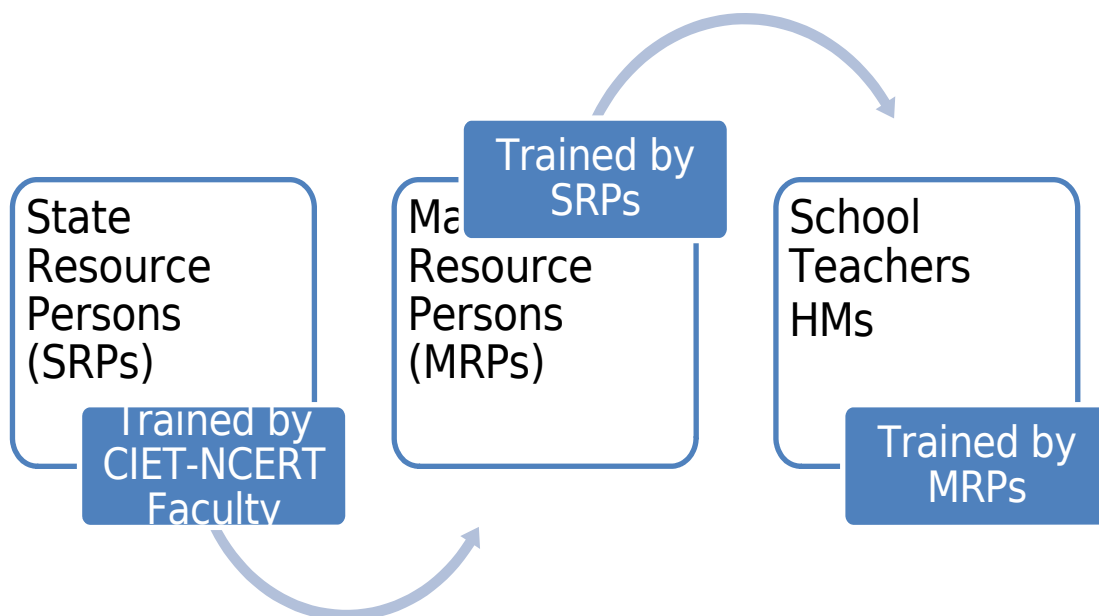 State
Resource
Persons
(SRPs)
Trained by
CIET-NCERT
Faculty
Trained by
SRPs
Ma
Resource
Persons
(MRPs)
School
Teachers
HMs
Trained by
MRPs